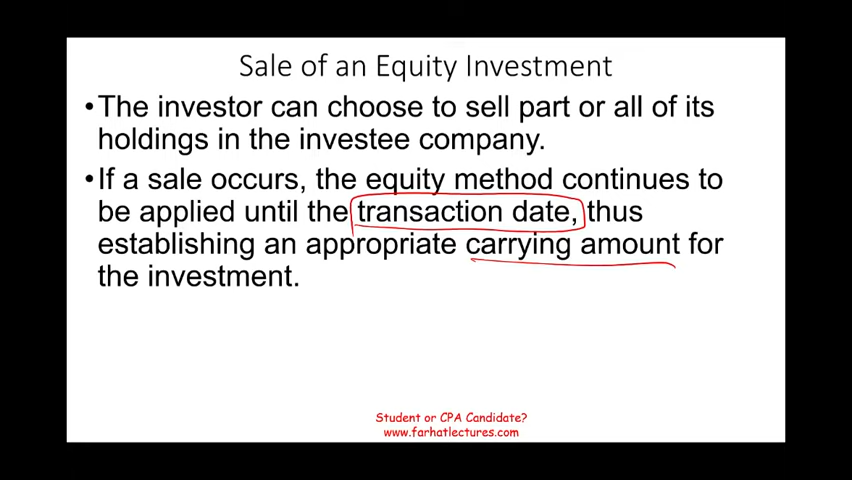 Sale of an Equity Investment
•The investor can choose to sell part or all of its
holdings in the investee company.
•If a sale occurs, the equity method continues to
be applied until the transaction date, thus
establishing an appropriate carrying amount for
the investment.
Student or CPA Candidate?
www.farhatlectures.com